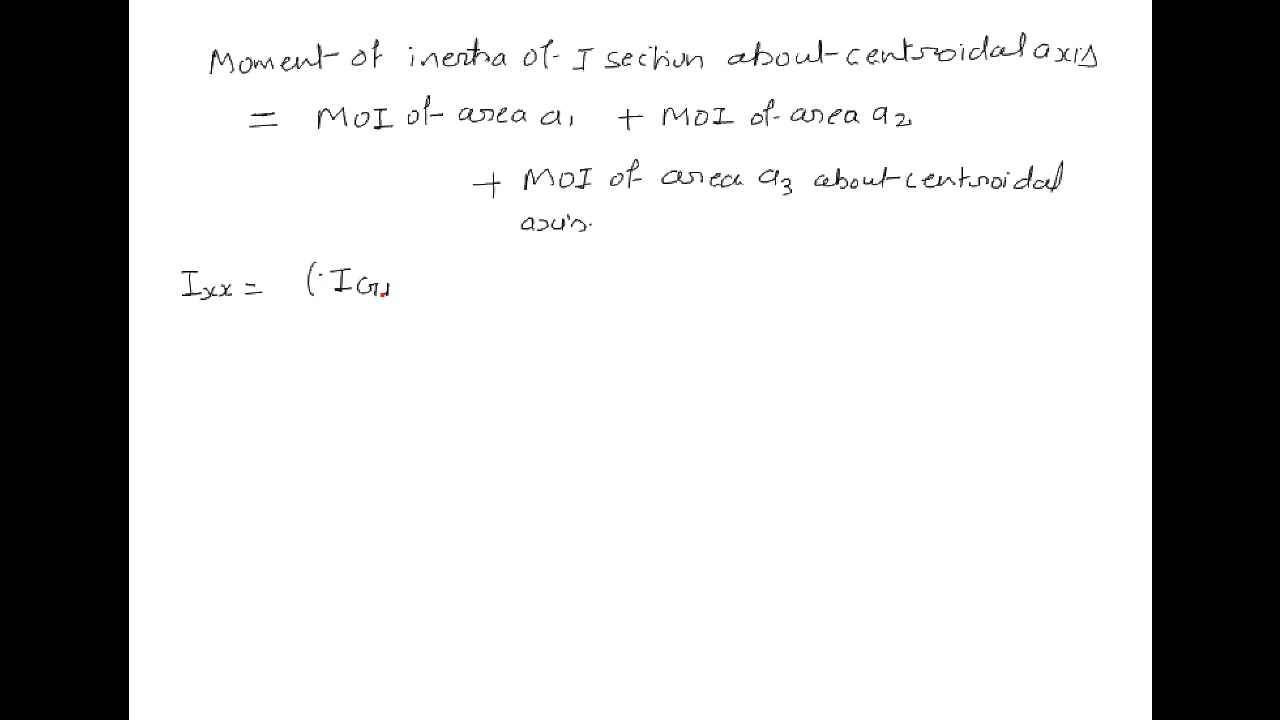 Moment of inertia of I section about centroidal axis
= MOI of area a₁ + MOI of area a₂
+ MOI of area a₃ about centroidal
axis.
Ixx = (IG₁